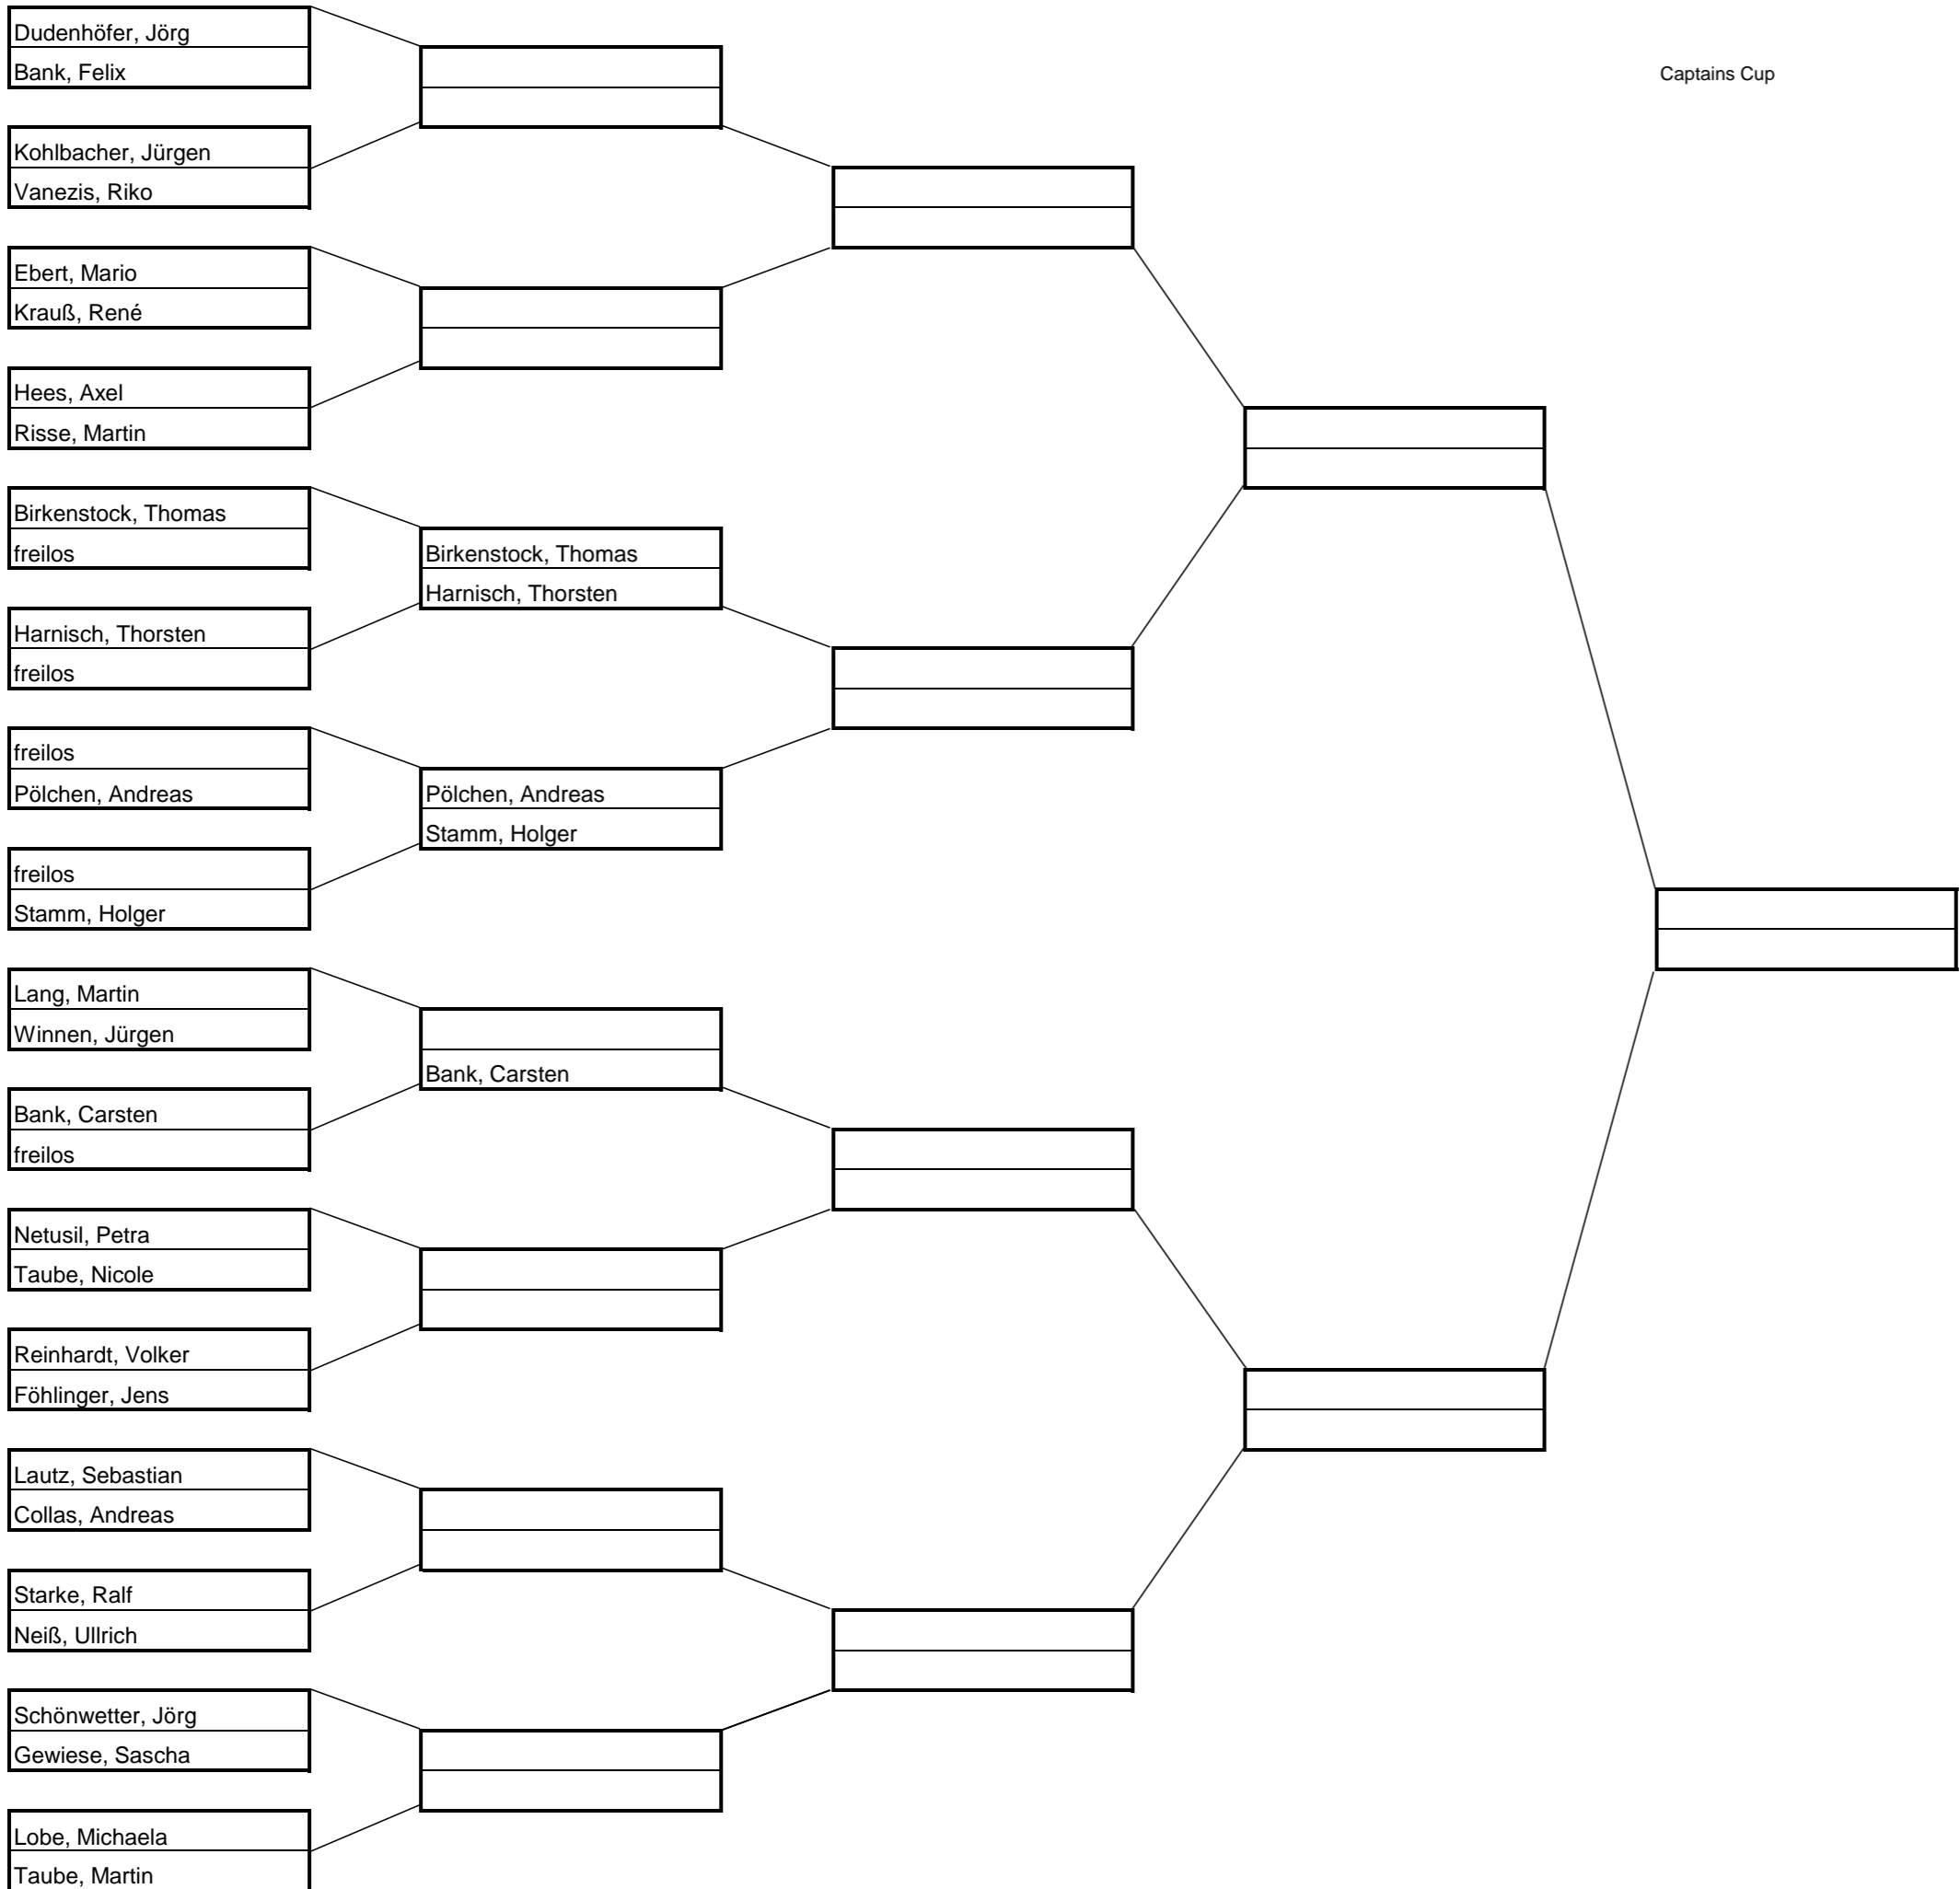 Captains Cup
Dudenhöfer, Jörg
Bank, Felix
Kohlbacher, Jürgen
Vanezis, Riko
Ebert, Mario
Krauß, René
Hees, Axel
Risse, Martin
Birkenstock, Thomas
freilos
Harnisch, Thorsten
freilos
freilos
Pölchen, Andreas
freilos
Stamm, Holger
Lang, Martin
Winnen, Jürgen
Bank, Carsten
freilos
Netusil, Petra
Taube, Nicole
Reinhardt, Volker
Föhlinger, Jens
Lautz, Sebastian
Collas, Andreas
Starke, Ralf
Neiß, Ullrich
Schönwetter, Jörg
Gewiese, Sascha
Lobe, Michaela
Taube, Martin
Birkenstock, Thomas
Harnisch, Thorsten
Pölchen, Andreas
Stamm, Holger
Bank, Carsten